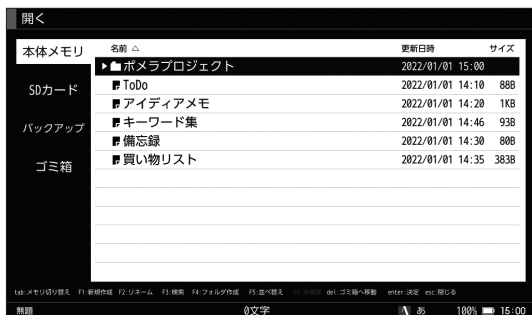 開く
本体メモリ
SDカード
バックアップ
ゴミ箱
名前 △ 更新日時 サイズ
ポメラプロジェクト 2022/01/01 15:00
ToDo 2022/01/01 14:10 88B
アイディアメモ 2022/01/01 14:20 1KB
キーワード集 2022/01/01 14:46 93B
備忘録 2022/01/01 14:30 80B
買い物リスト 2022/01/01 14:35 383B
tab:メモリ切り替え F1:新規作成 F2:リネーム F3:検索 F4:フォルダ作成 F5:並べ替え del:ゴミ箱へ移動 enter:決定 esc:閉じる
無題 0文字 A あ 100% 15:00